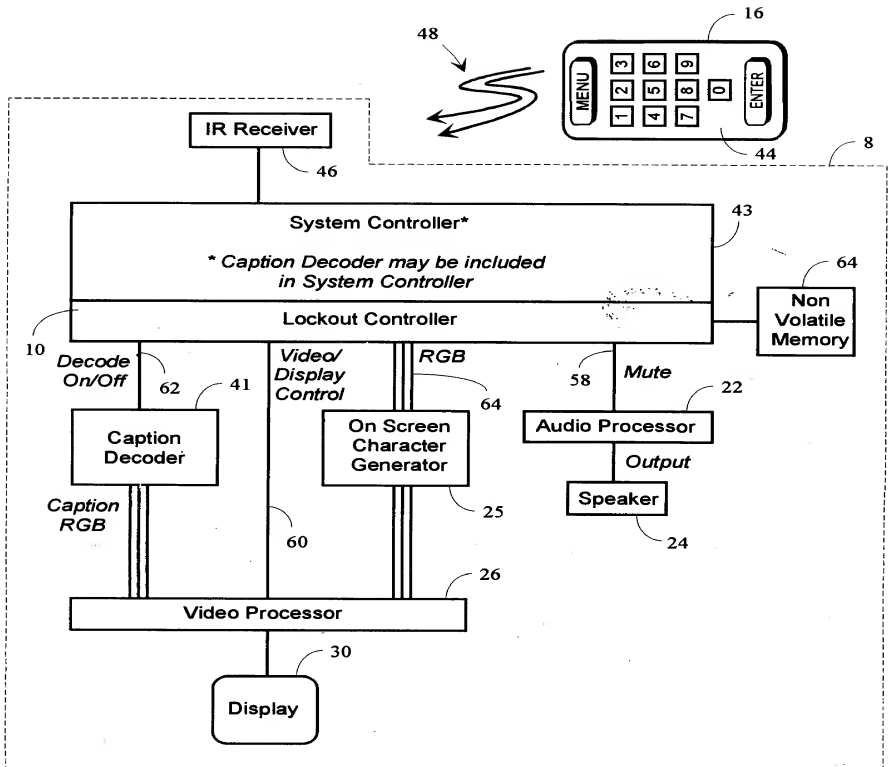 48
16
MENU
3 6 9
2 5 8 0
1 4 7
ENTER
44
8
IR Receiver
46
System Controller*
* Caption Decoder may be included
in System Controller
43
Lockout Controller
10
64
Non
Volatile
Memory
Decode
On/Off
62
41
Video/
Display
Control
RGB
64
58
Mute
22
Caption
Decoder
On Screen
Character
Generator
Audio Processor
Output
Caption
RGB
25
Speaker
24
60
26
Video Processor
30
Display